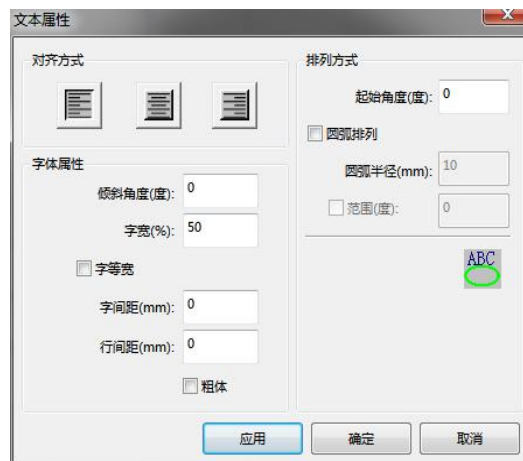 文本属性
对齐方式
字体属性
倾斜角度(度): 0
字宽(%): 50
字等宽
字间距(mm): 0
行间距(mm): 0
粗体
排列方式
起始角度(度): 0
圆弧排列
圆弧半径(mm): 10
范围(度): 0
ABC
应用
确定
取消